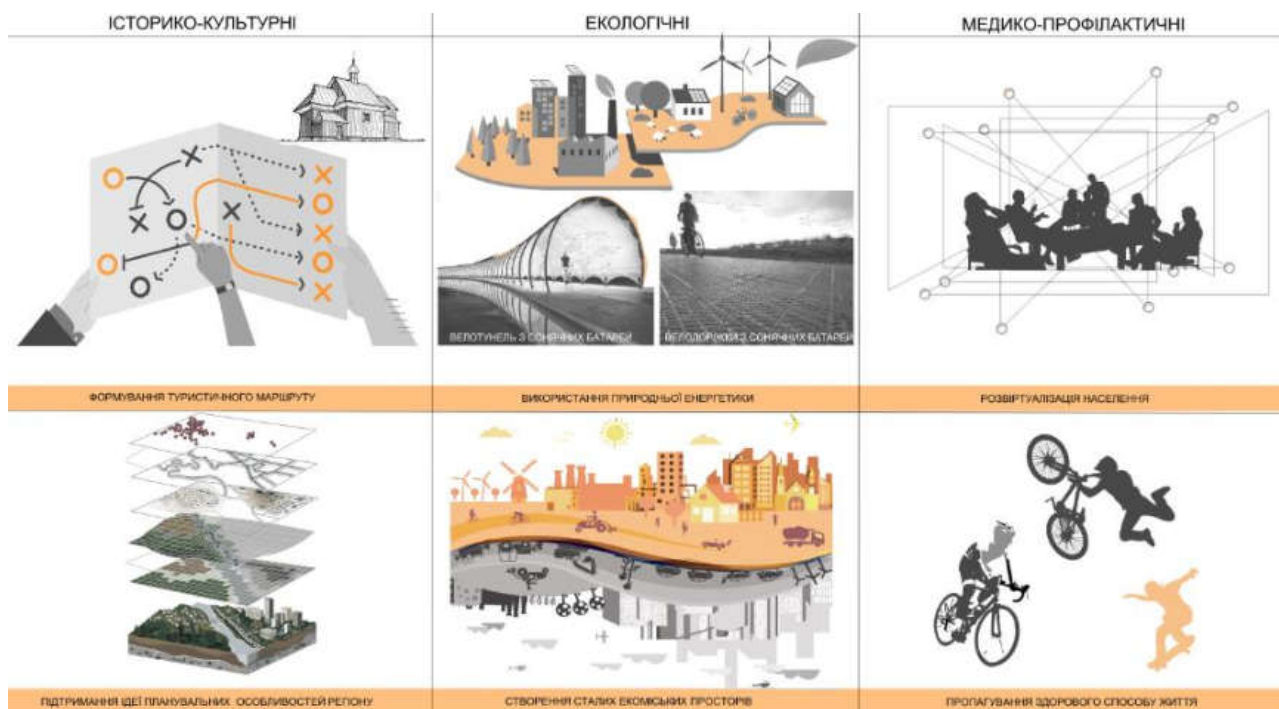 ІСТОРИКО-КУЛЬТУРНІ
ЕКОЛОГІЧНІ
МЕДИКО-ПРОФІЛАКТИЧНІ
ВЕЛОТУНЕЛЬ З СОНЯЧНИХ БАТАРЕЙ
ВЕЛОДОРІЖКИ З СОНЯЧНИХ БАТАРЕЙ
ФОРМУВАННЯ ТУРИСТИЧНОГО МАРШРУТУ
ВИКОРИСТАННЯ ПРИРОДНЬОЇ ЕНЕРГЕТИКИ
РОЗВІРТУАЛІЗАЦІЯ НАСЕЛЕННЯ
ПІДТРИМАННЯ ІДЕЇ ПЛАНУВАЛЬНИХ ОСОБЛИВОСТЕЙ РЕГІОНУ
СТВОРЕННЯ СТАЛИХ ЕКОМІСЬКИХ ПРОСТОРІВ
ПРОПАГУВАННЯ ЗДОРОВОГО СПОСОБУ ЖИТТЯ